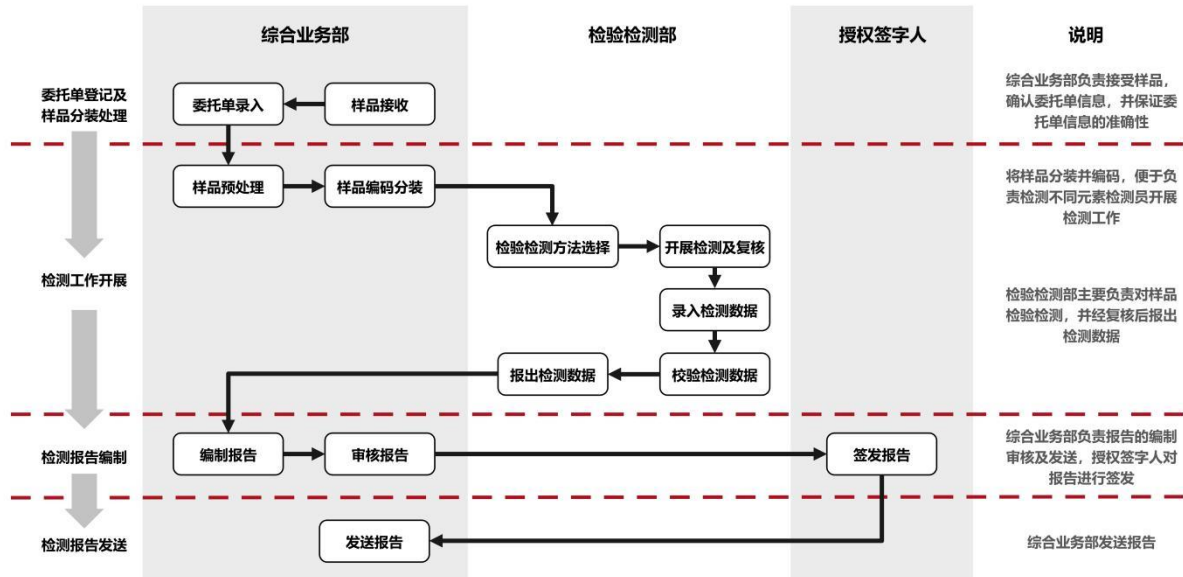 综合业务部
检验检测部
授权签字人
说明
委托单登记及
样品分装处理
委托单录入
样品接收
综合业务部负责接受样品，
确认委托单信息，并保证委
托单信息的准确性
样品预处理
样品编码分装
将样品分装并编码，便于负
责检测不同元素检测员开展
检测工作
检验检测方法选择
开展检测及复核
检测工作开展
录入检测数据
检验检测部主要负责对样品
检验检测，并经复核后报出
检测数据
报出检测数据
校验检测数据
检测报告编制
编制报告
审核报告
签发报告
综合业务部负责报告的编制
审核及发送，授权签字人对
报告进行签发
检测报告发送
发送报告
综合业务部发送报告